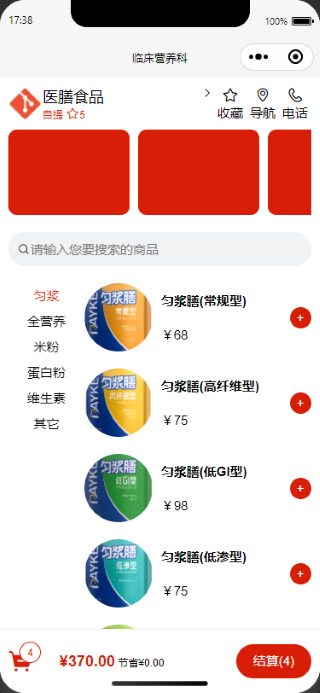 17:38
100%
临床营养科
医膳食品
自提 5
收藏 导航 电话
请输入您要搜索的商品
匀浆
全营养
米粉
蛋白粉
维生素
其它
DAYKE
匀浆膳
常规型
匀浆膳(常规型)
￥68
+
DAYKE
匀浆膳
高纤维型
匀浆膳(高纤维型)
￥75
+
DAYKE
匀浆膳
低GI型
匀浆膳(低GI型)
￥98
+
DAYKE
匀浆膳
低渗型
匀浆膳(低渗型)
￥75
+
4
¥370.00 节省¥0.00
结算(4)